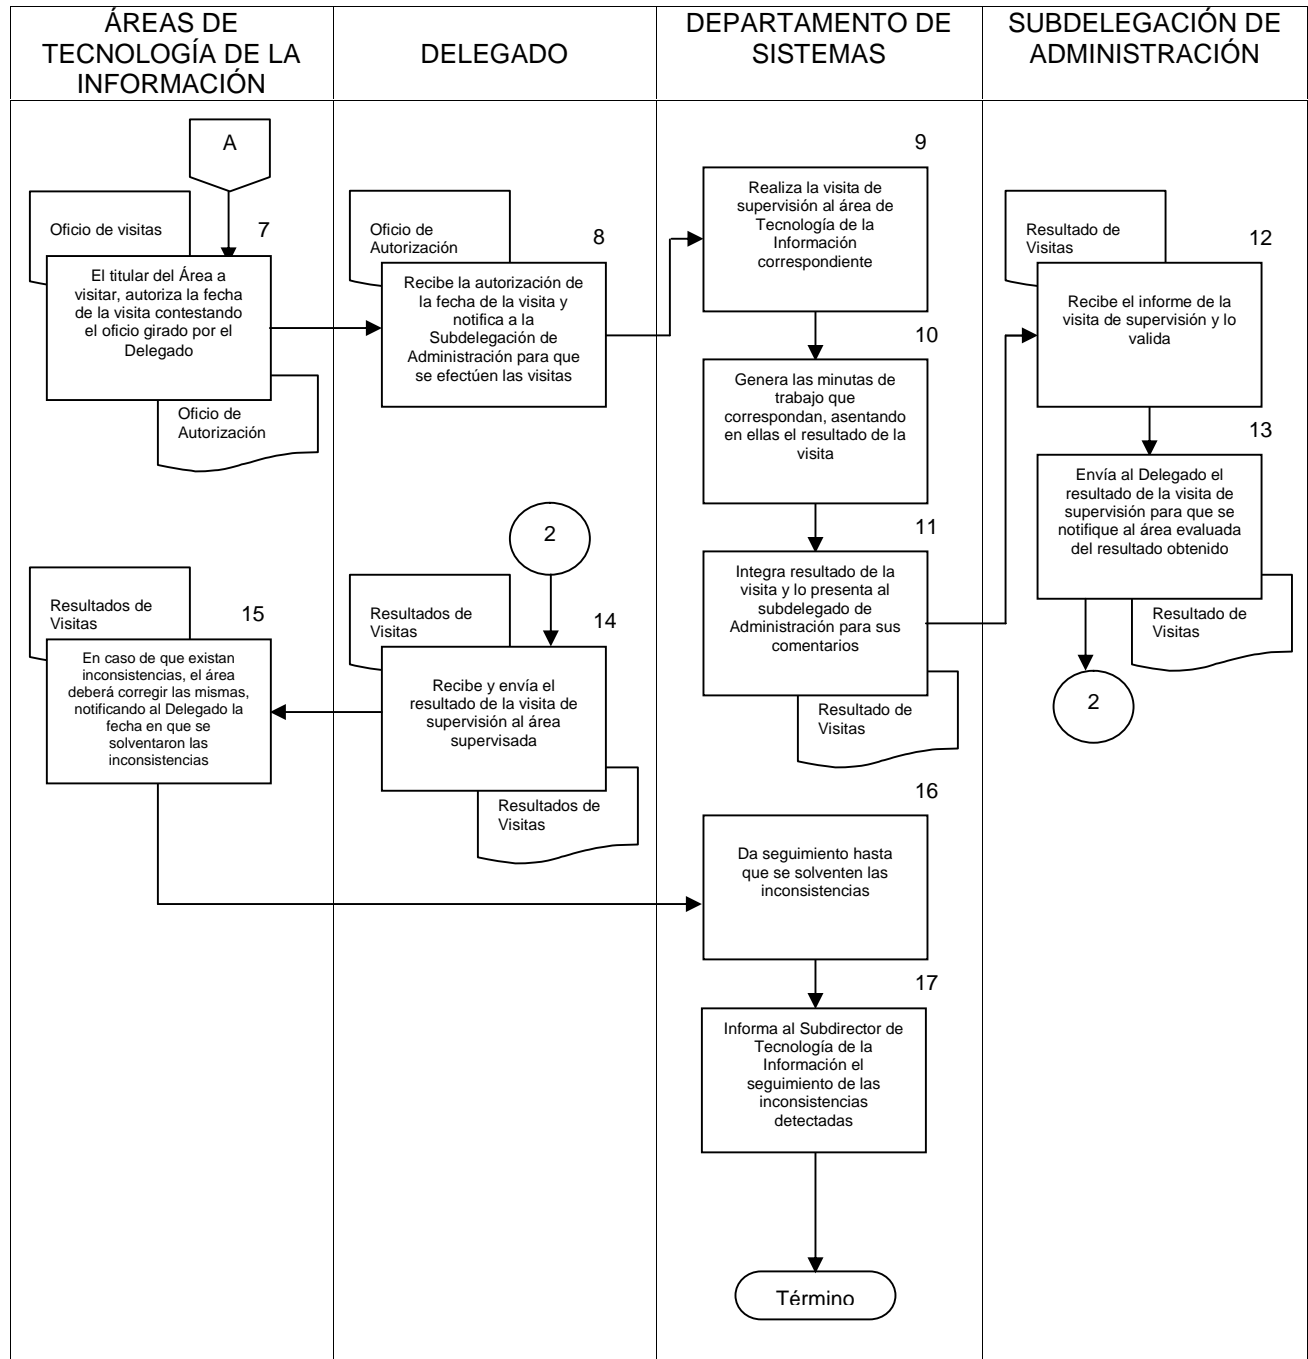 ÁREAS DE
TECNOLOGÍA DE LA
INFORMACIÓN
DELEGADO
DEPARTAMENTO DE
SISTEMAS
SUBDELEGACIÓN DE
ADMINISTRACIÓN
A
Oficio de visitas
7
El titular del Área a
visitar, autoriza la fecha
de la visita contestando
el oficio girado por el
Delegado
Oficio de
Autorización
Oficio de
Autorización
8
Recibe la autorización de
la fecha de la visita y
notifica a la
Subdelegación de
Administración para que
se efectúen las visitas
9
Realiza la visita de
supervisión al área de
Tecnología de la
Información
correspondiente
10
Genera las minutas de
trabajo que
correspondan, asentando
en ellas el resultado de la
visita
11
Integra resultado de la
visita y lo presenta al
subdelegado de
Administración para sus
comentarios
Resultado de
Visitas
Resultado de
Visitas
12
Recibe el informe de la
visita de supervisión y lo
valida
13
Envía al Delegado el
resultado de la visita de
supervisión para que se
notifique al área evaluada
del resultado obtenido
Resultado de
Visitas
2
2
Resultados de
Visitas
14
Recibe y envía el
resultado de la visita de
supervisión al área
supervisada
Resultados de
Visitas
Resultados de
Visitas
15
En caso de que existan
inconsistencias, el área
deberá corregir las mismas,
notificando al Delegado la
fecha en que se
solventaron las
inconsistencias
16
Da seguimiento hasta
que se solventen las
inconsistencias
17
Informa al Subdirector de
Tecnología de la
Información el
seguimiento de las
inconsistencias
detectadas
Término